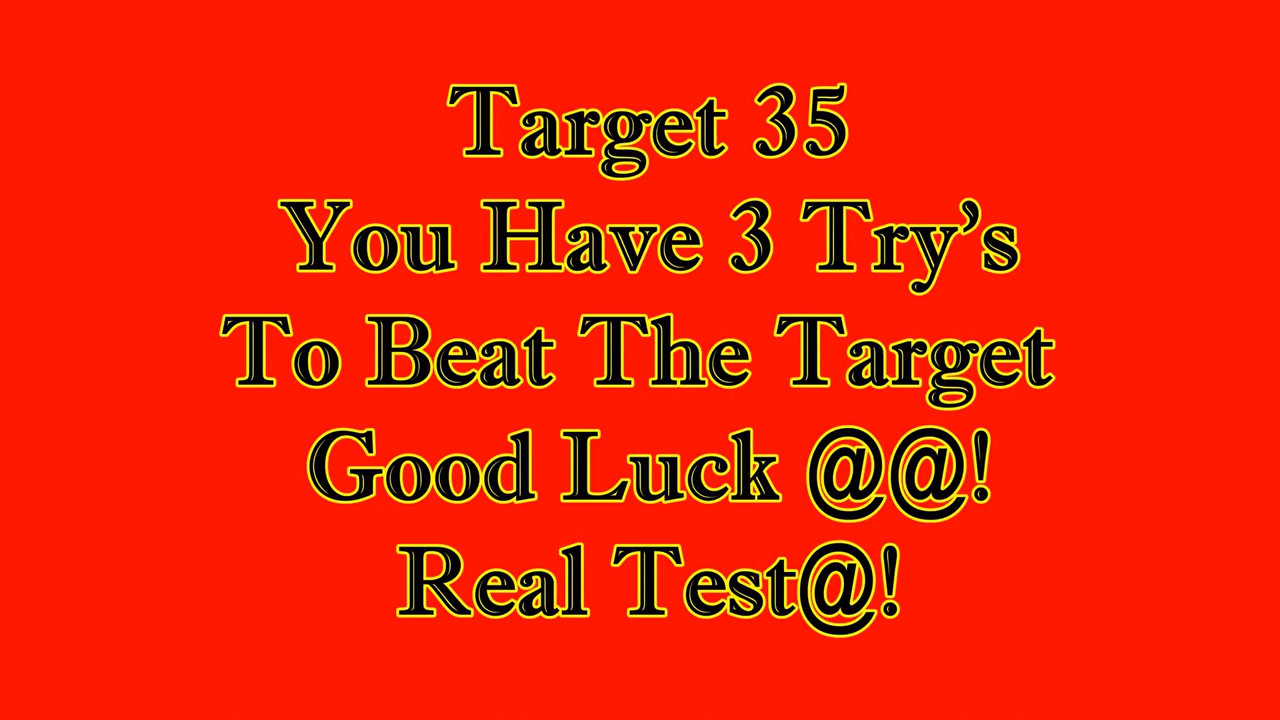 Target 35
You Have 3 Try’s
To Beat The Target
Good Luck @@!
Real Test@!